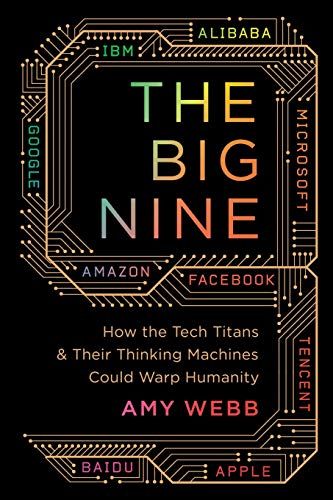 ALIBABA
IBM
GOOGLE
MICROSOFT
THE
BIG
NINE
AMAZON
FACEBOOK
How the Tech Titans
& Their Thinking Machines
Could Warp Humanity
TENCENT
AMY WEBB
BAIDU
APPLE